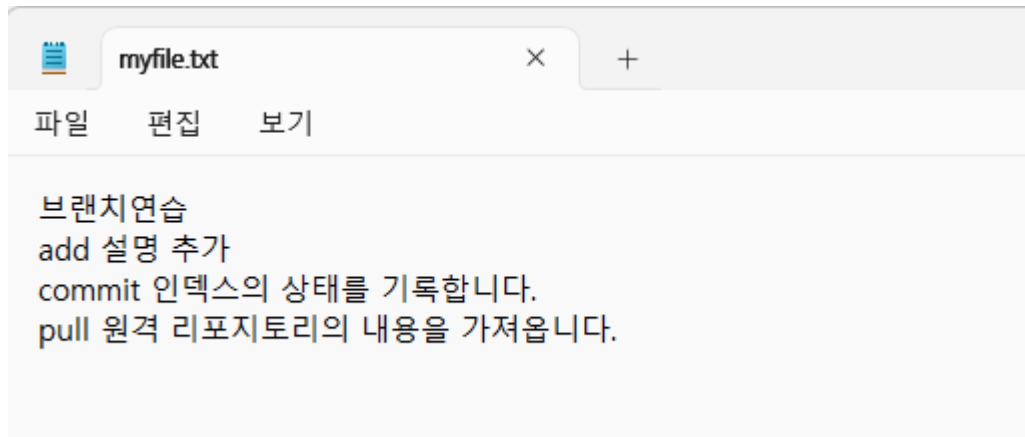 myfile.txt
파일 편집 보기
브랜치연습
add 설명 추가
commit 인덱스의 상태를 기록합니다.
pull 원격 리포지토리의 내용을 가져옵니다.